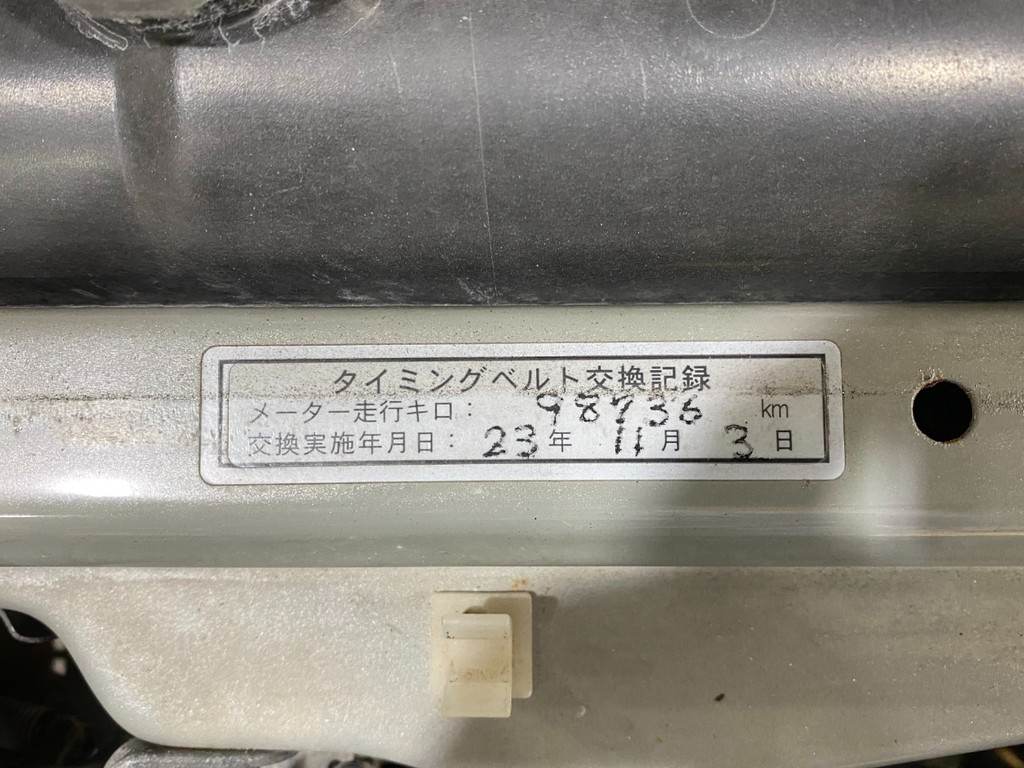 タイミングベルト交換記録
メーター走行キロ： 98736 km
交換実施年月日： 23年 11月 3日